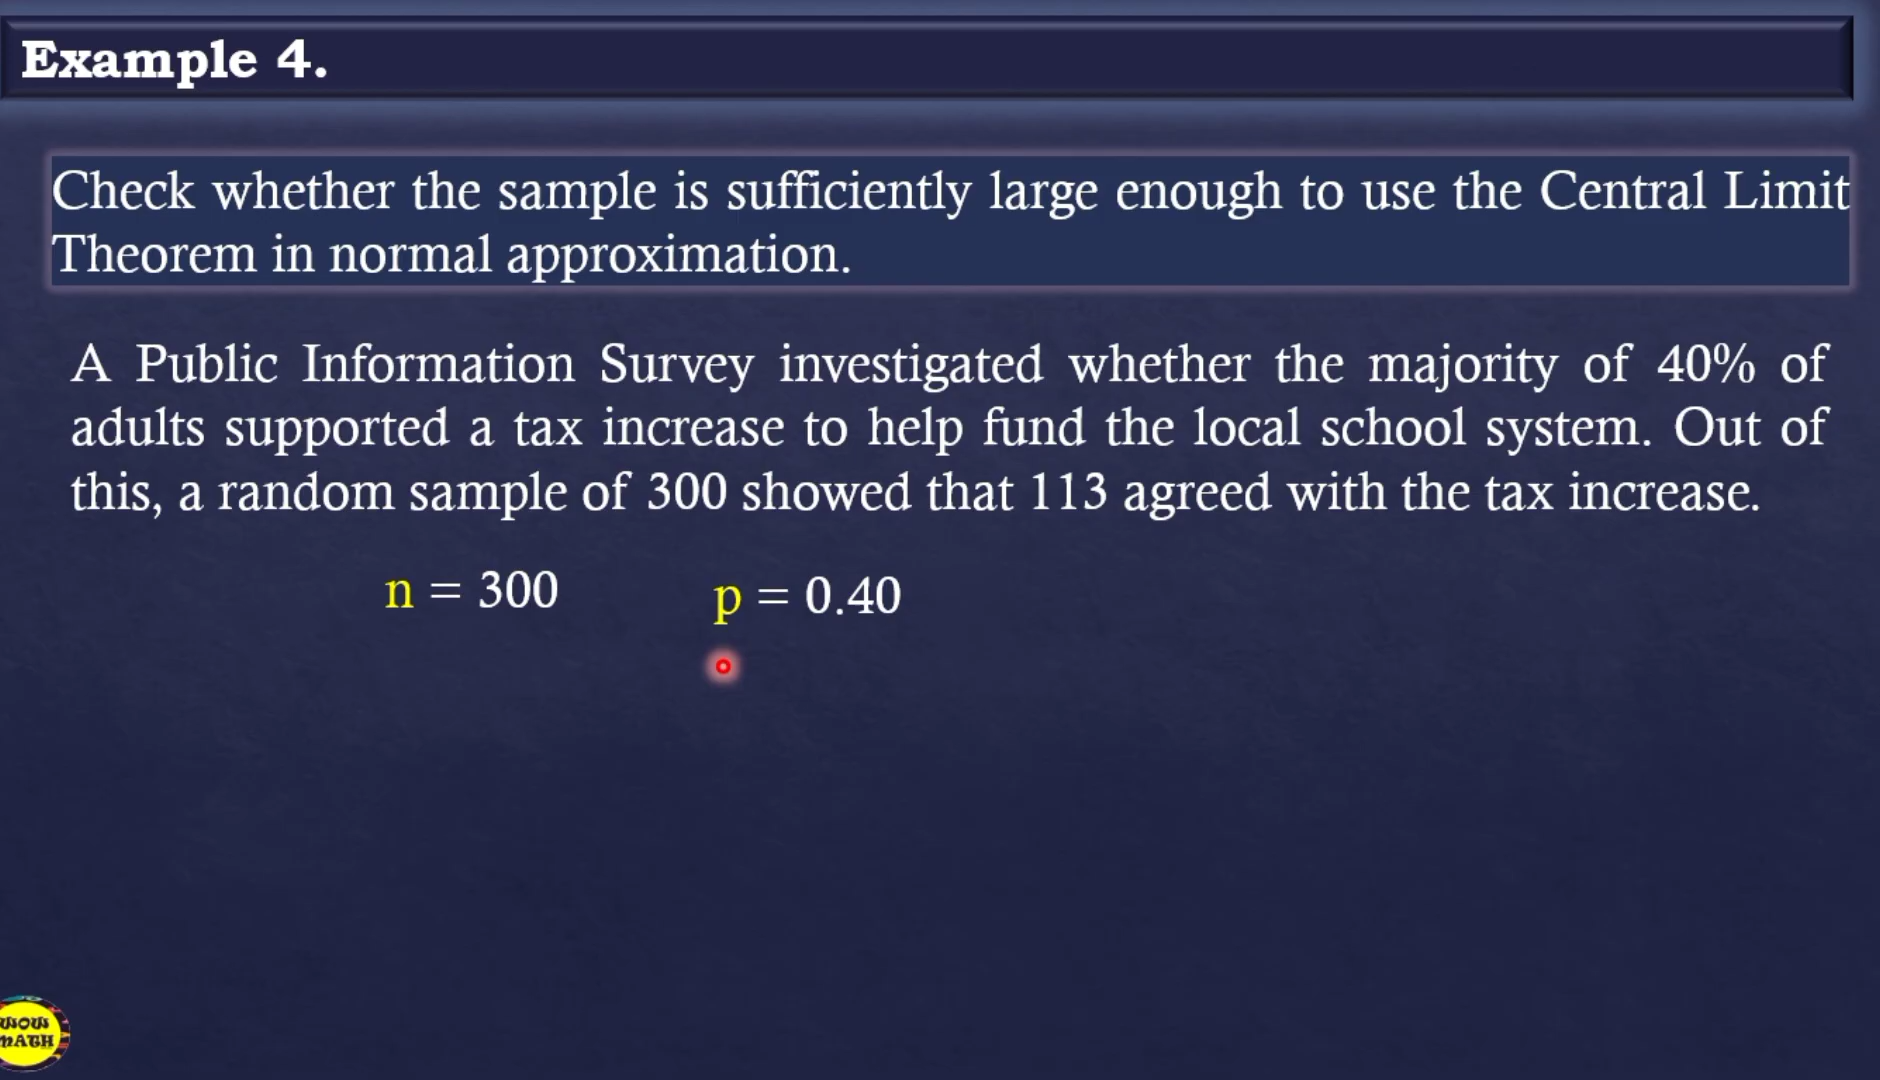 Example 4.
Check whether the sample is sufficiently large enough to use the Central Limit
Theorem in normal approximation.
A Public Information Survey investigated whether the majority of 40% of
adults supported a tax increase to help fund the local school system. Out of
this, a random sample of 300 showed that 113 agreed with the tax increase.
n = 300 p = 0.40
WOW
MATH